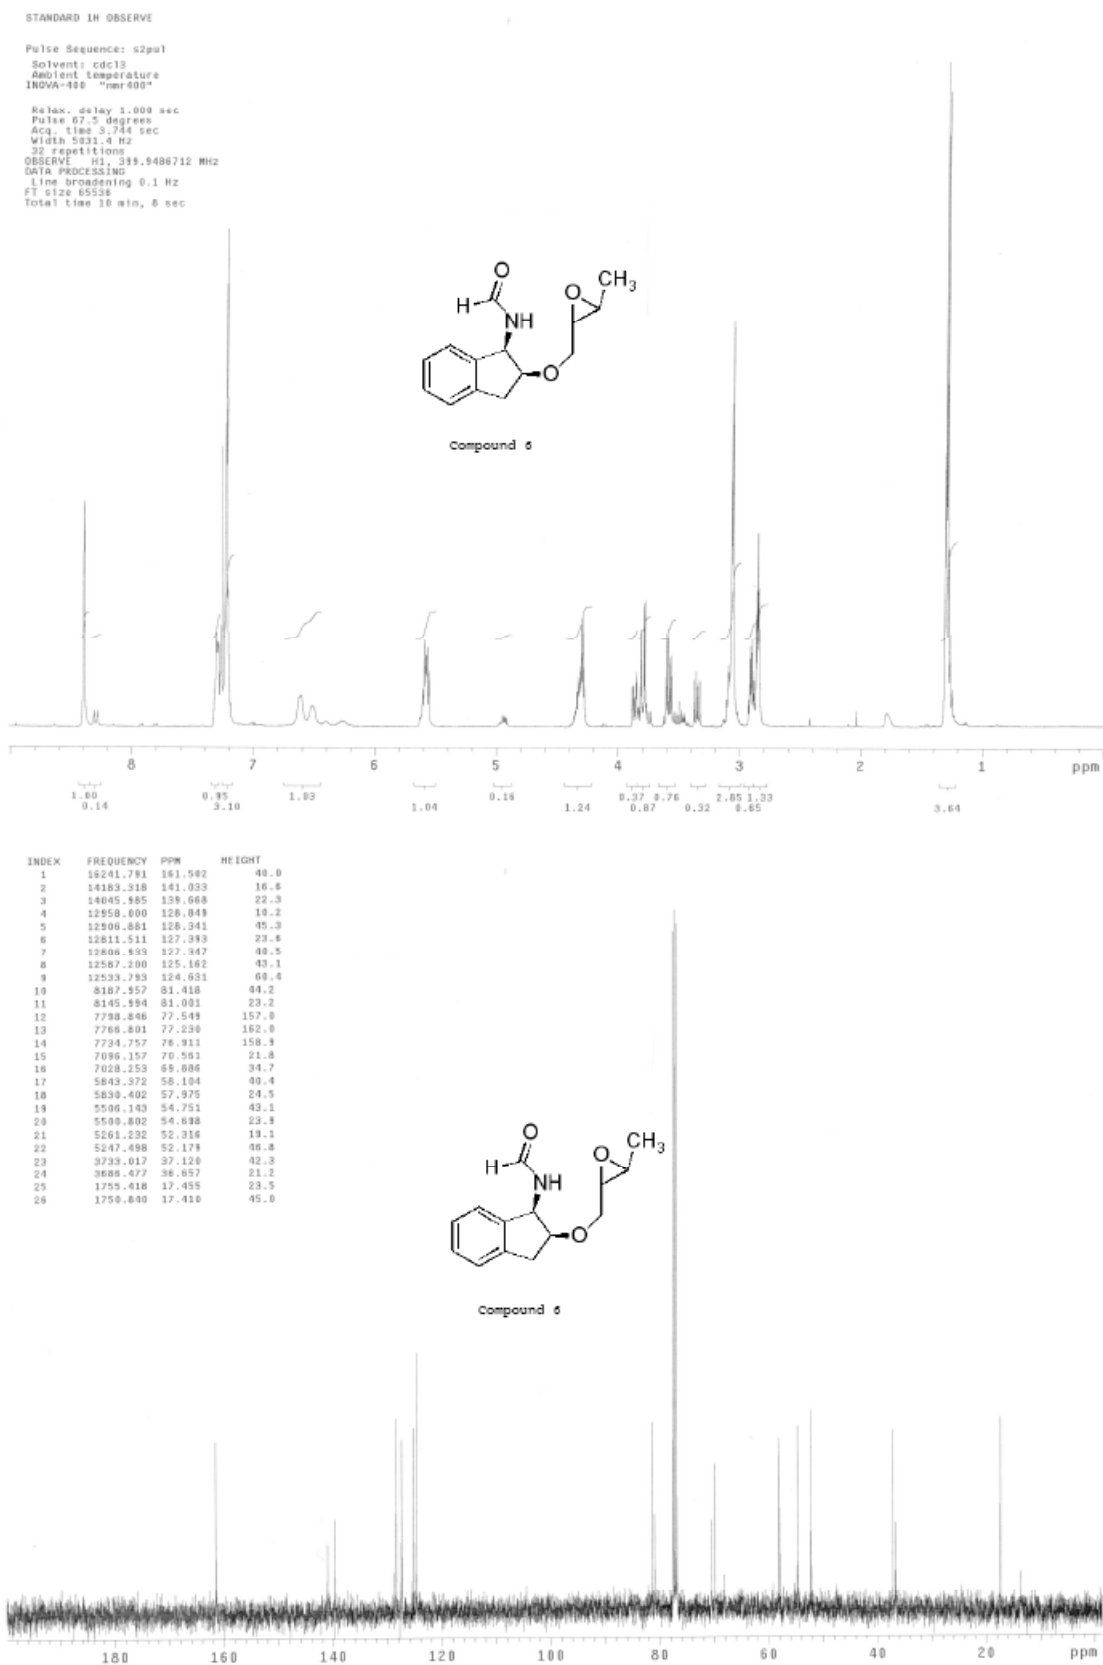 STANDARD 1H OBSERVE
Pulse Sequence: s2pul
Solvent: cdcl3
Ambient temperature
INOVA-400 "nmr400"
Relax. delay 1.000 sec
Pulse 67.5 degrees
Acq. time 3.744 sec
Width 5031.4 Hz
32 repetitions
OBSERVE H1, 399.9486712 MHz
DATA PROCESSING
Line broadening 0.1 Hz
FT size 65536
Total time 10 min, 8 sec
O
H
NH
O
CH3
O
Compound 6
8 7 6 5 4 3 2 1 ppm
1.00 0.95 1.03 0.16 0.37 0.76 2.85 1.33
0.14 3.10 1.04 1.24 0.87 0.32 0.65 3.64
INDEX FREQUENCY PPM HEIGHT
1 16241.791 161.502 40.0
2 14183.318 141.033 16.6
3 14045.985 139.668 22.3
4 12958.000 128.849 10.2
5 12906.881 128.341 45.3
6 12811.511 127.393 23.6
7 12806.933 127.347 40.5
8 12587.200 125.162 43.1
9 12533.793 124.631 60.4
10 8187.957 81.418 44.2
11 8145.994 81.001 23.2
12 7798.846 77.549 157.0
13 7766.801 77.230 162.0
14 7734.757 76.911 158.9
15 7096.157 70.561 21.8
16 7028.253 69.886 34.7
17 5843.372 58.104 40.4
18 5830.402 57.975 24.5
19 5506.143 54.751 43.1
20 5500.802 54.698 23.9
21 5261.232 52.316 19.1
22 5247.498 52.179 46.8
23 3733.017 37.120 42.3
24 3686.477 36.657 21.2
25 1755.418 17.455 23.5
26 1750.840 17.410 45.0
O
H
NH
O
CH3
O
Compound 6
180 160 140 120 100 80 60 40 20 ppm